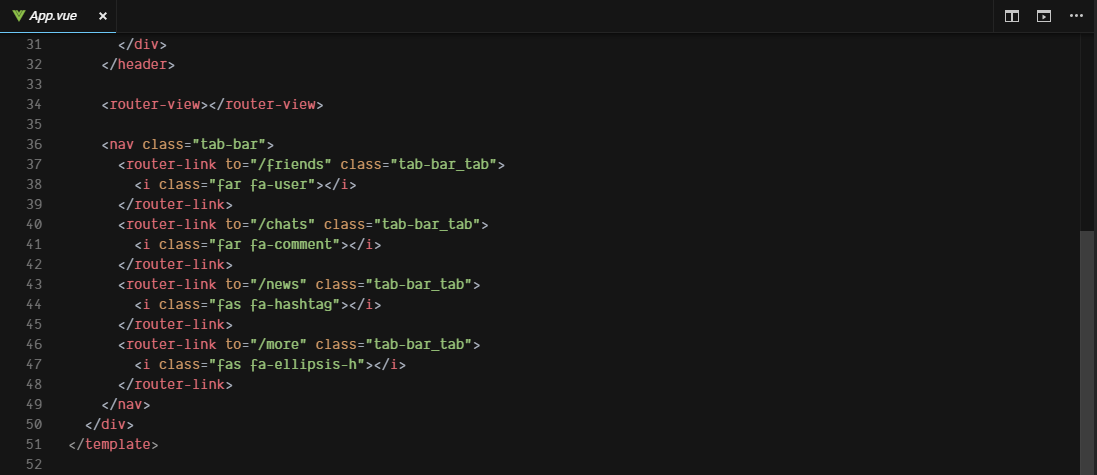 App.vue ×
31 </div>
32 </header>
33
34 <router-view></router-view>
35
36 <nav class="tab-bar">
37 <router-link to="/friends" class="tab-bar_tab">
38 <i class="far fa-user"></i>
39 </router-link>
40 <router-link to="/chats" class="tab-bar_tab">
41 <i class="far fa-comment"></i>
42 </router-link>
43 <router-link to="/news" class="tab-bar_tab">
44 <i class="fas fa-hashtag"></i>
45 </router-link>
46 <router-link to="/more" class="tab-bar_tab">
47 <i class="fas fa-ellipsis-h"></i>
48 </router-link>
49 </nav>
50 </div>
51 </template>
52